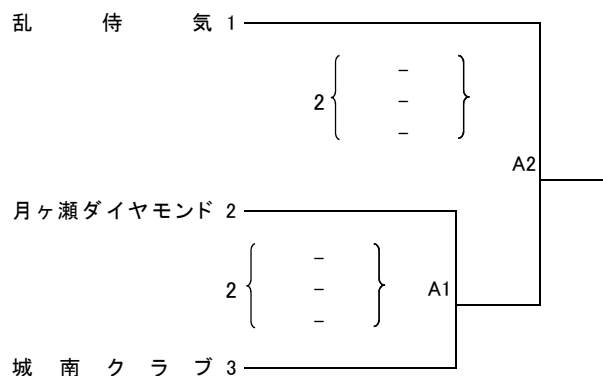 乱侍気 1
–
2 { – }
–
A2
月ヶ瀬ダイヤモンド 2
–
2 { – } A1
–
城南クラブ 3